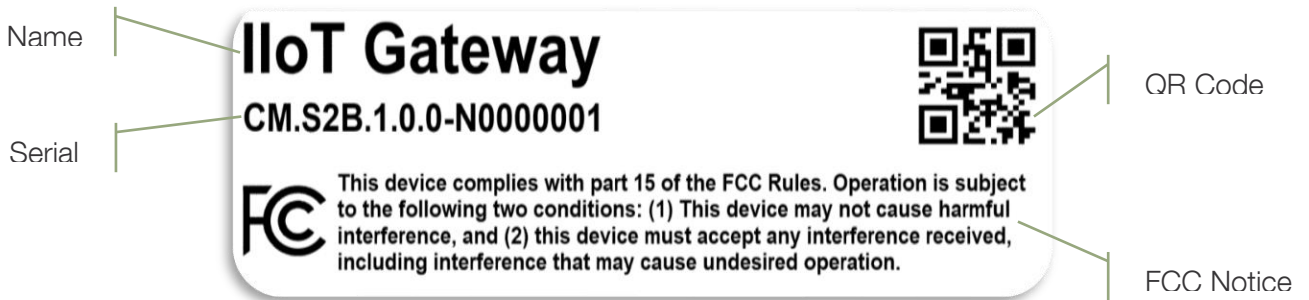 Name
IIoT Gateway
QR Code
CM.S2B.1.0.0-N0000001
Serial
FCC
This device complies with part 15 of the FCC Rules. Operation is subject
to the following two conditions: (1) This device may not cause harmful
interference, and (2) this device must accept any interference received,
including interference that may cause undesired operation.
FCC Notice